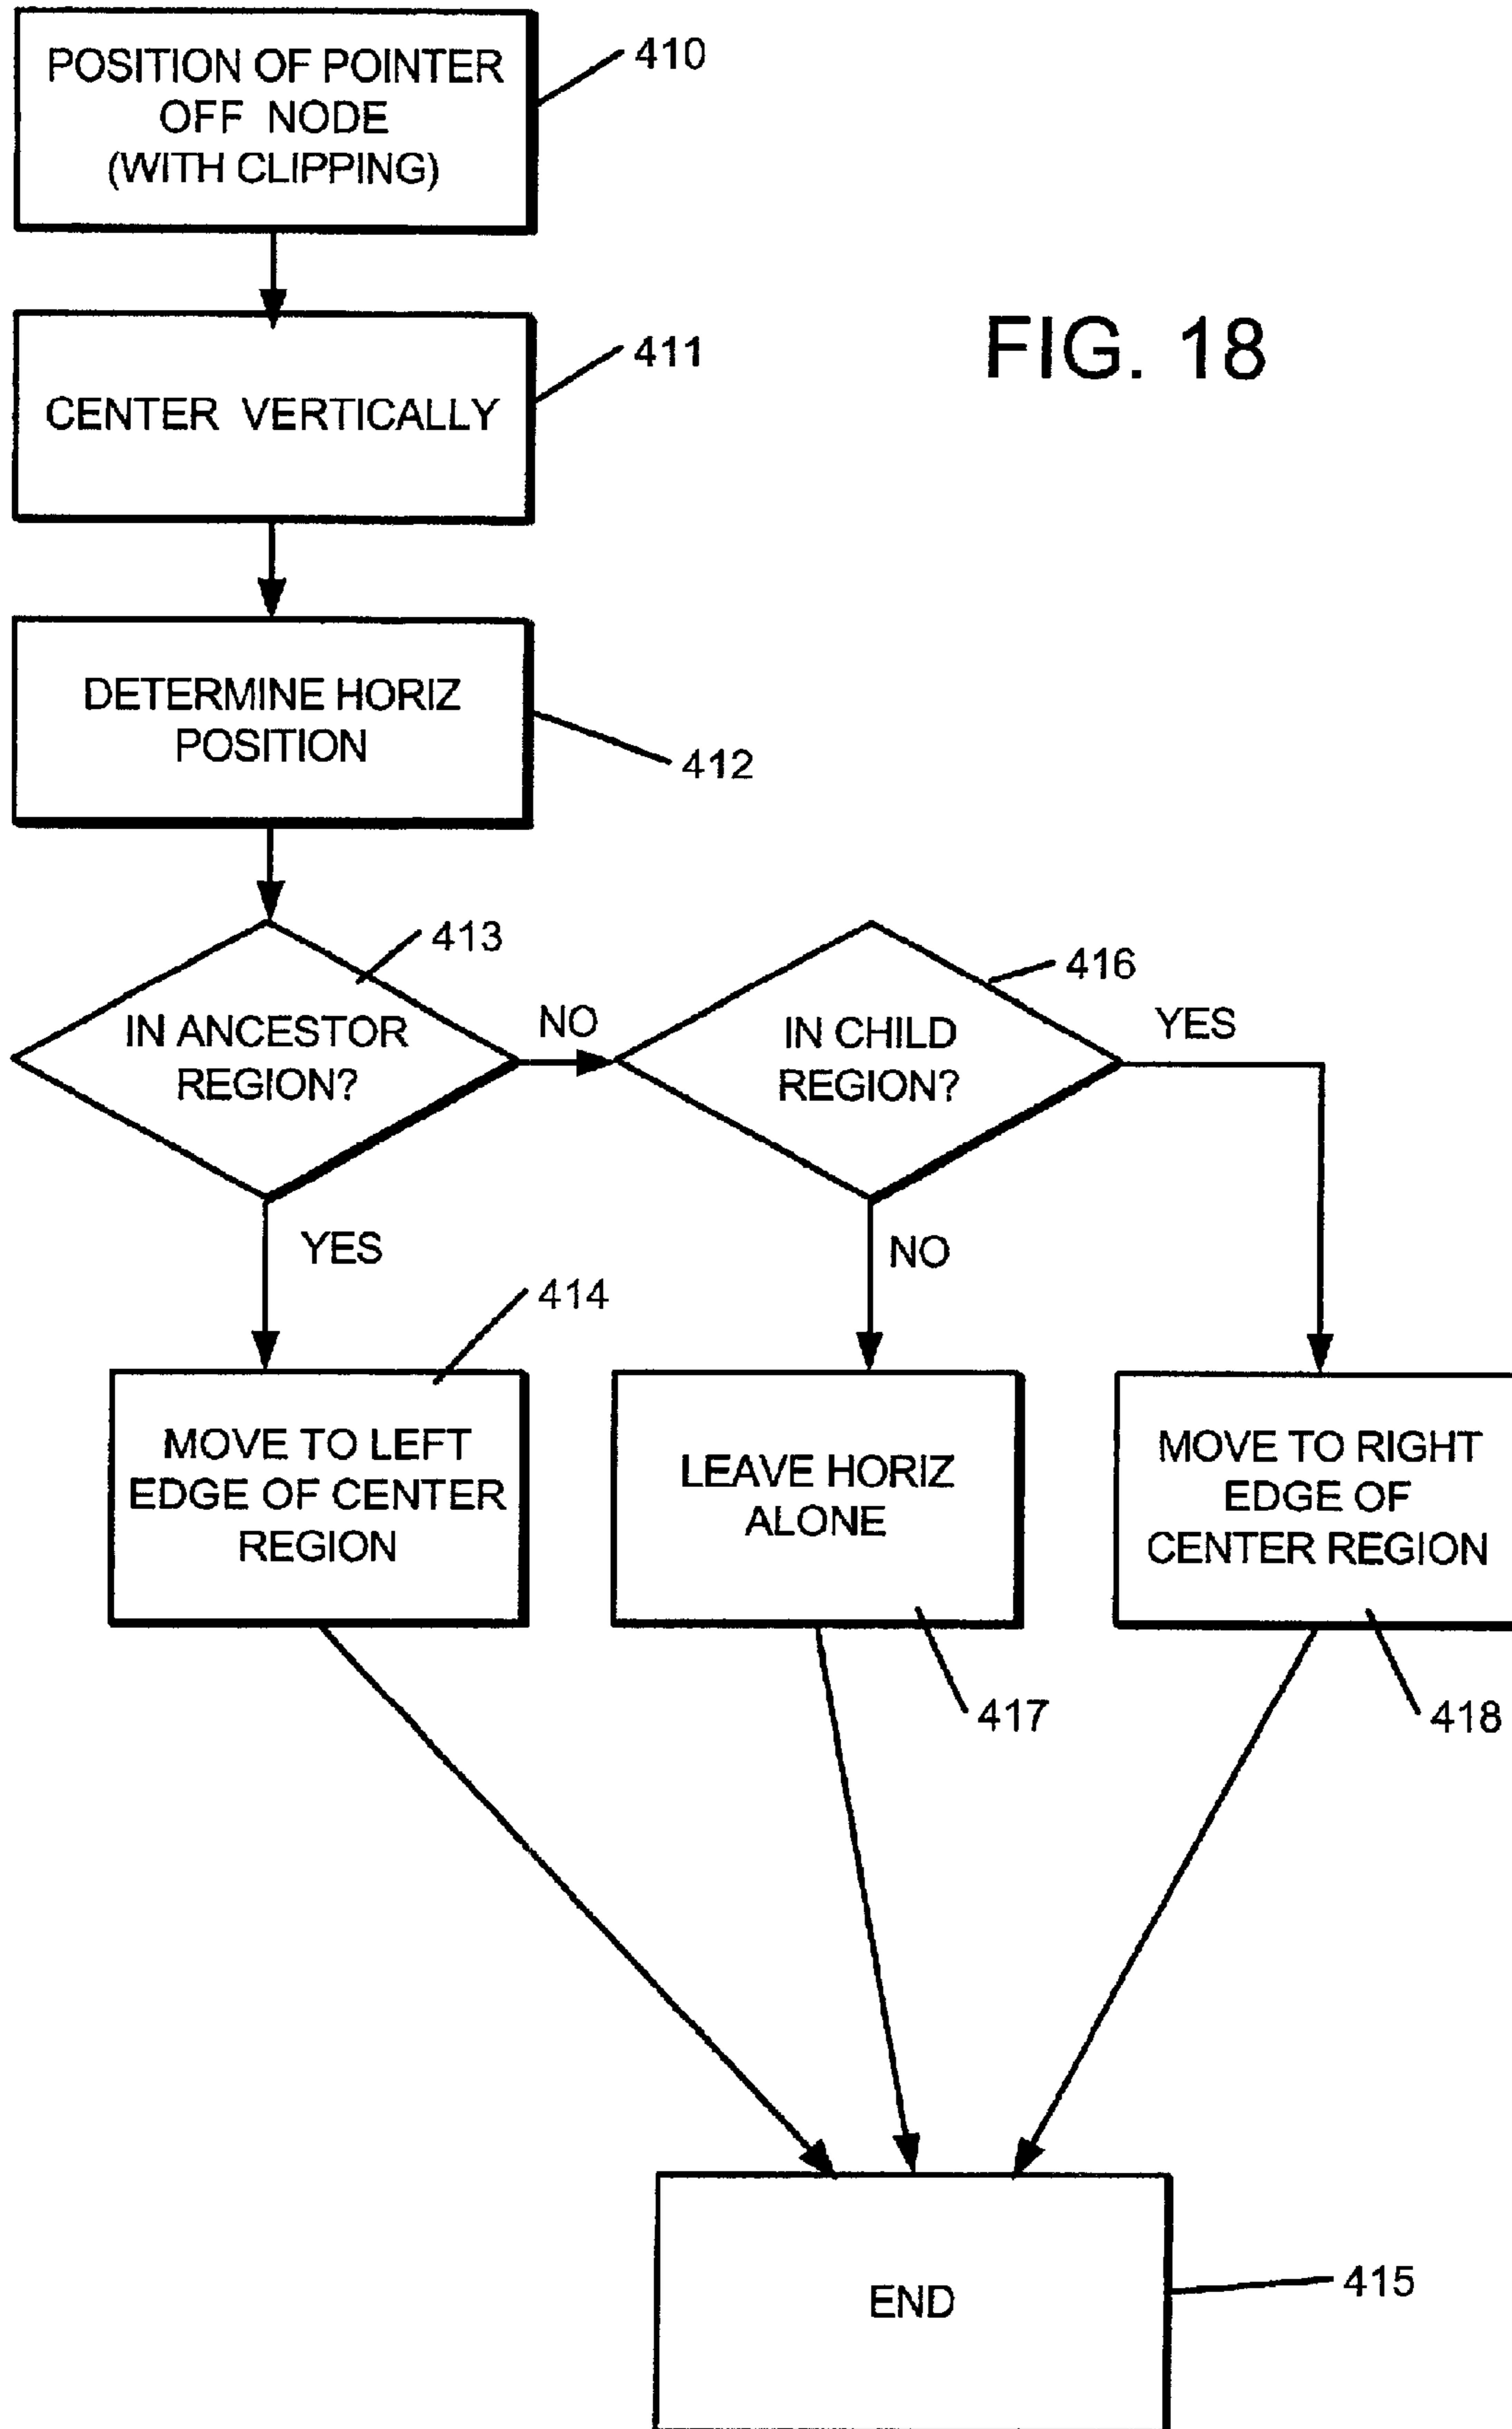 POSITION OF POINTER
OFF NODE
(WITH CLIPPING)
410
CENTER VERTICALLY
411
FIG. 18
DETERMINE HORIZ
POSITION
412
IN ANCESTOR
REGION?
413
NO
IN CHILD
REGION?
416
YES
YES
NO
414
MOVE TO LEFT
EDGE OF CENTER
REGION
LEAVE HORIZ
ALONE
MOVE TO RIGHT
EDGE OF
CENTER REGION
417
418
END
415